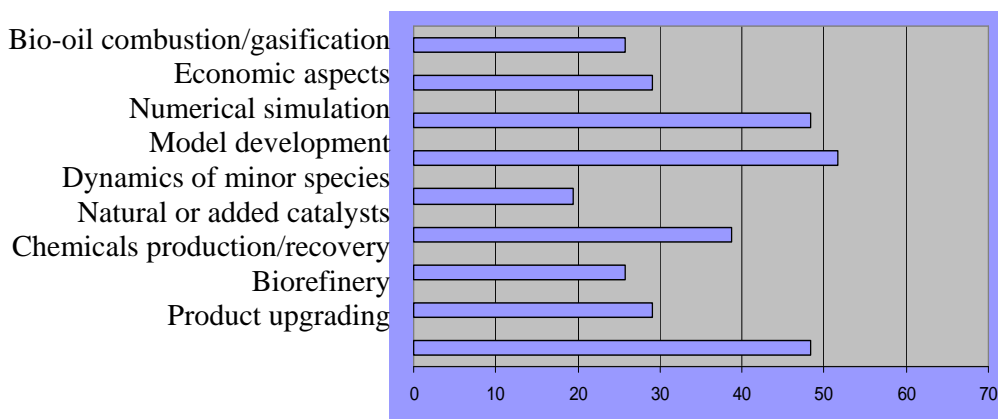 Bio-oil combustion/gasification
Economic aspects
Numerical simulation
Model development
Dynamics of minor species
Natural or added catalysts
Chemicals production/recovery
Biorefinery
Product upgrading
0 10 20 30 40 50 60 70